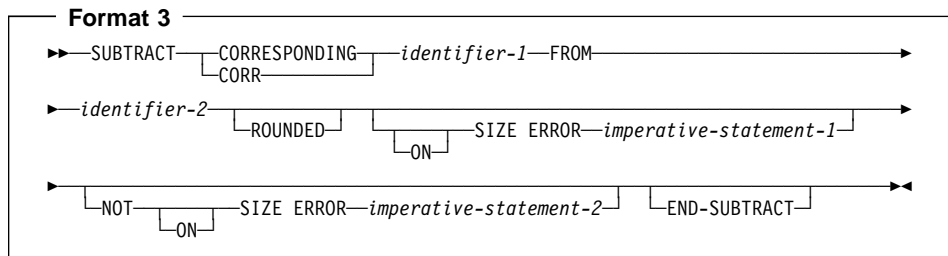 Format 3
SUBTRACT CORRESPONDING identifier-1 FROM
CORR
identifier-2 ROUNDED ON SIZE ERROR imperative-statement-1
NOT ON SIZE ERROR imperative-statement-2 END-SUBTRACT